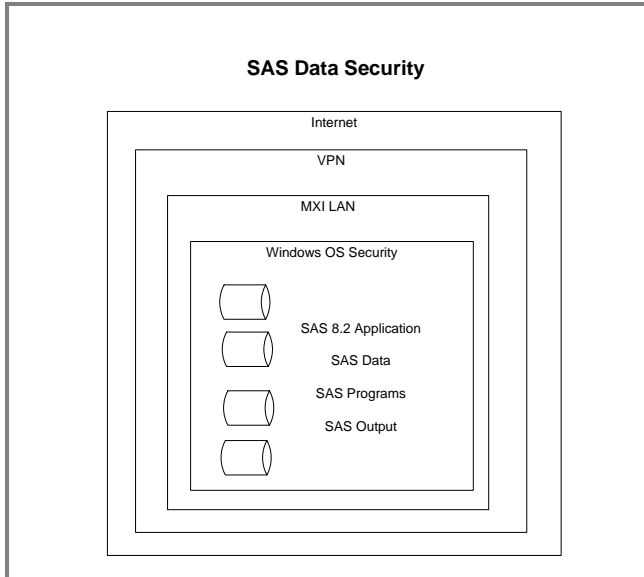 SAS Data Security
Internet
VPN
MXI LAN
Windows OS Security
SAS 8.2 Application
SAS Data
SAS Programs
SAS Output